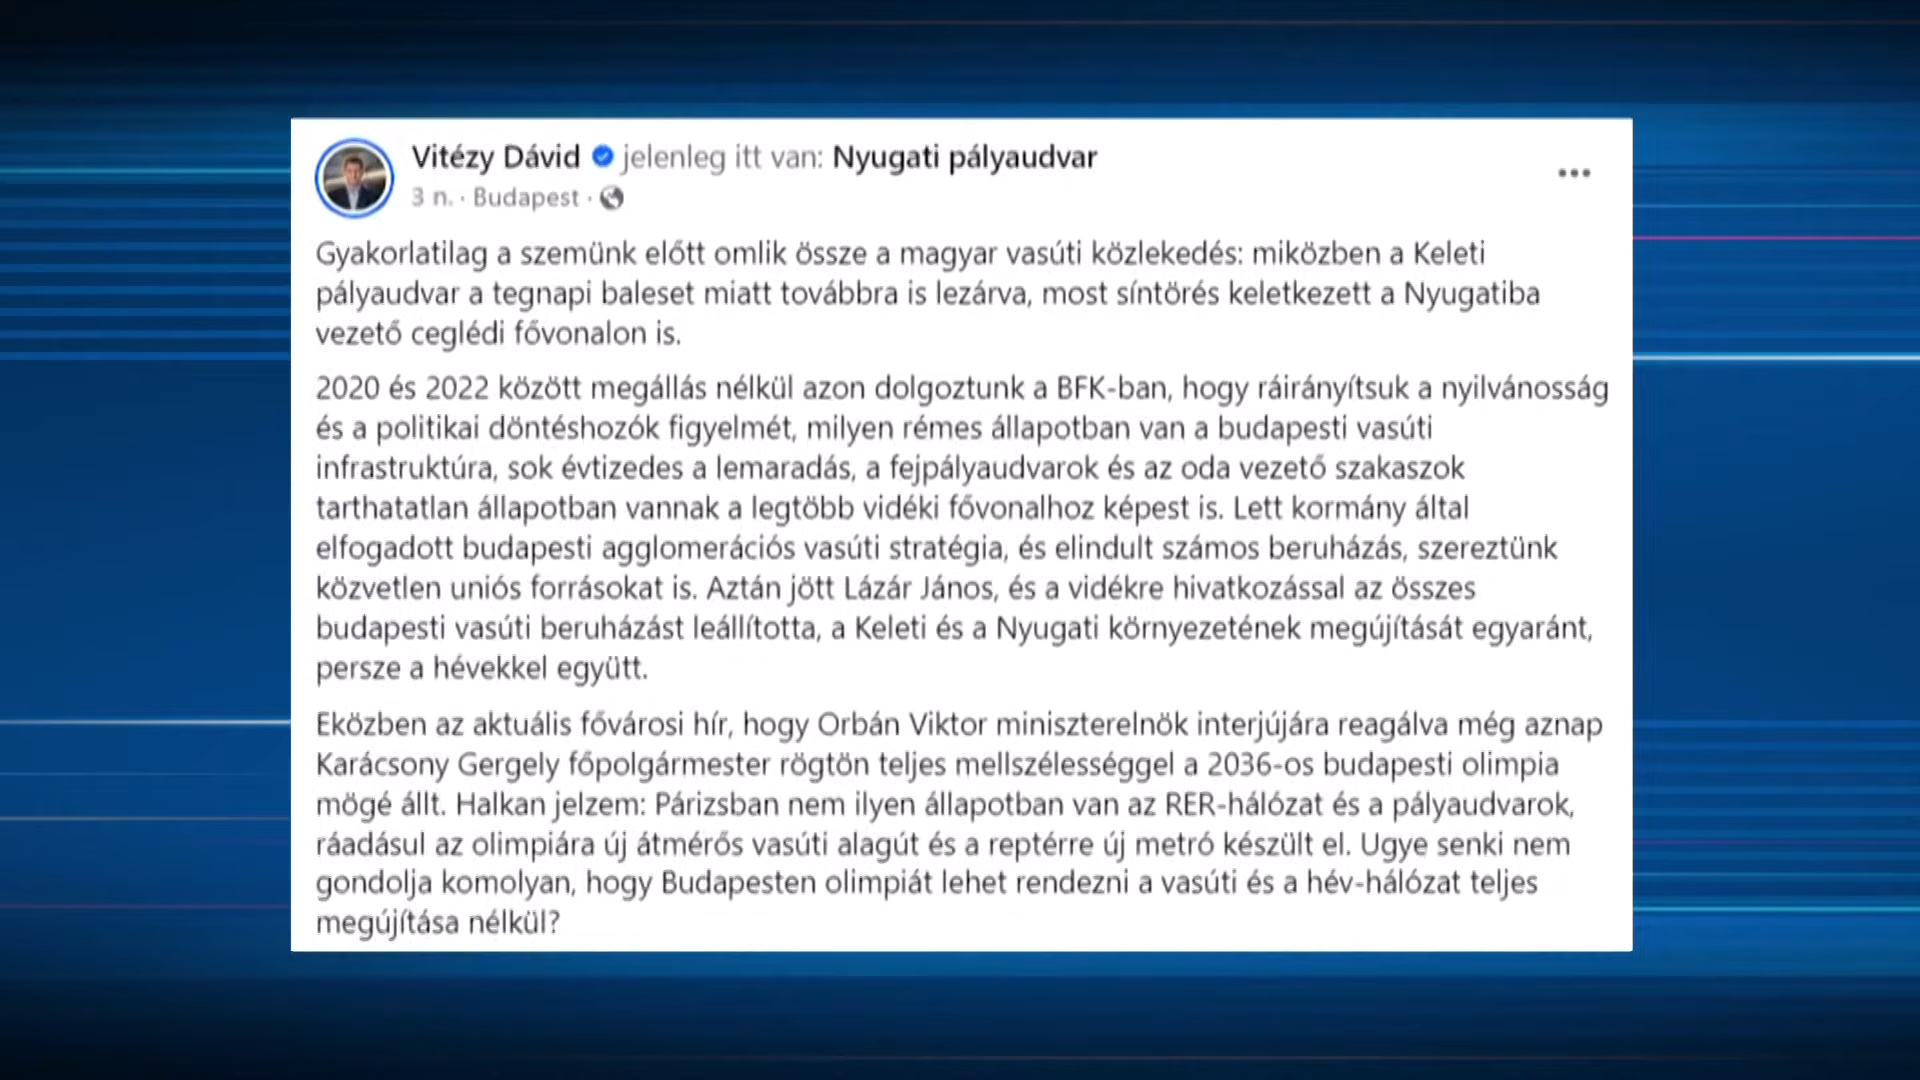 Vitézy Dávid jelenleg itt van: Nyugati pályaudvar
3 n. · Budapest ·
Gyakorlatilag a szemünk előtt omlik össze a magyar vasúti közlekedés: miközben a Keleti
pályaudvar a tegnapi baleset miatt továbbra is lezárva, most síntörés keletkezett a Nyugatiba
vezető ceglédi fővonalon is.
2020 és 2022 között megállás nélkül azon dolgoztunk a BFK-ban, hogy ráirányítsuk a nyilvánosság
és a politikai döntéshozók figyelmét, milyen rémes állapotban van a budapesti vasúti
infrastruktúra, sok évtizedes a lemaradás, a fejpályaudvarok és az oda vezető szakaszok
tarthatatlan állapotban vannak a legtöbb vidéki fővonalhoz képest is. Lett kormány által
elfogadott budapesti agglomerációs vasúti stratégia, és elindult számos beruházás, szereztünk
közvetlen uniós forrásokat is. Aztán jött Lázár János, és a vidékre hivatkozással az összes
budapesti vasúti beruházást leállította, a Keleti és a Nyugati környezetének megújítását egyaránt,
persze a hévekkel együtt.
Eközben az aktuális fővárosi hír, hogy Orbán Viktor miniszterelnök interjújára reagálva még aznap
Karácsony Gergely főpolgármester rögtön teljes mellszélességgel a 2036-os budapesti olimpia
mögé állt. Halkan jelzem: Párizsban nem ilyen állapotban van az RER-hálózat és a pályaudvarok,
ráadásul az olimpiára új átmérős vasúti alagút és a reptérre új metró készült el. Ugye senki nem
gondolja komolyan, hogy Budapesten olimpiát lehet rendezni a vasúti és a hév-hálózat teljes
megújítása nélkül?